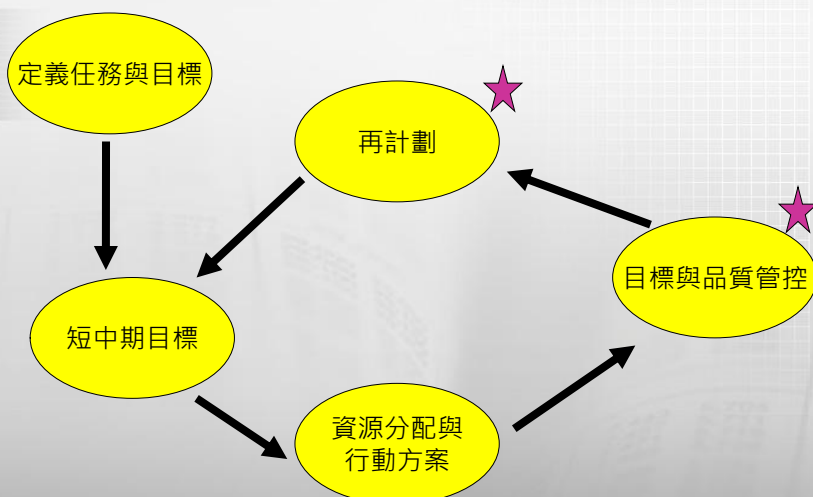 定義任務與目標
再計劃
目標與品質管控
短中期目標
資源分配與
行動方案